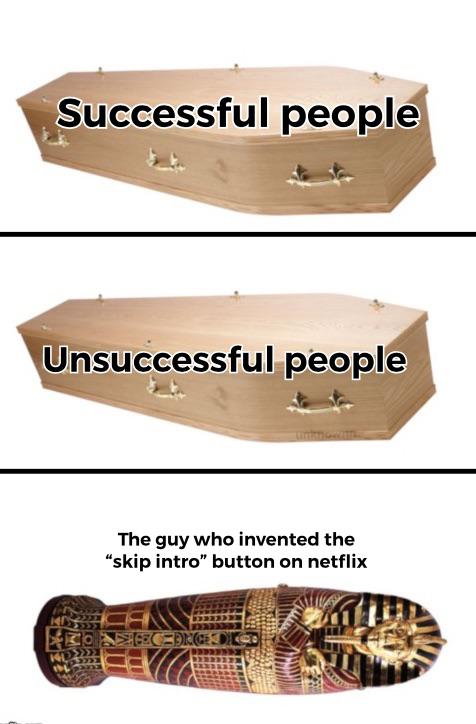 Successful people
Unsuccessful people
The guy who invented the
“skip intro” button on netflix